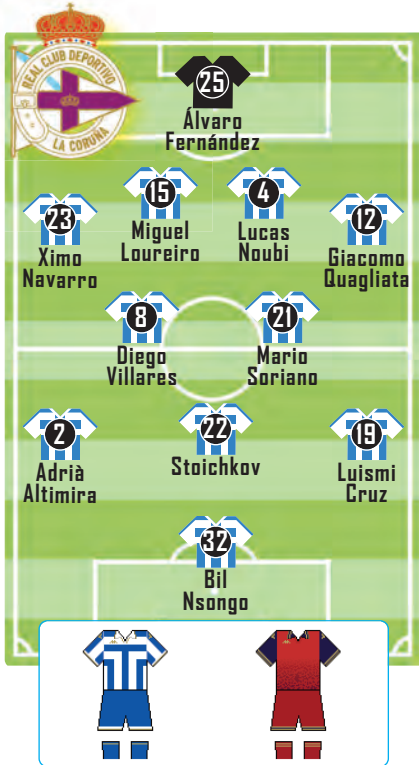 REAL CLUB DEPORTIVO
LA CORUÑA
25
Álvaro
Fernández
23
Ximo
Navarro
15
Miguel
Loureiro
4
Lucas
Noubi
12
Giacomo
Quagliata
8
Diego
Villares
21
Mario
Soriano
2
Adrià
Altimira
22
Stoichkov
19
Luismi
Cruz
32
Bil
Nsongo